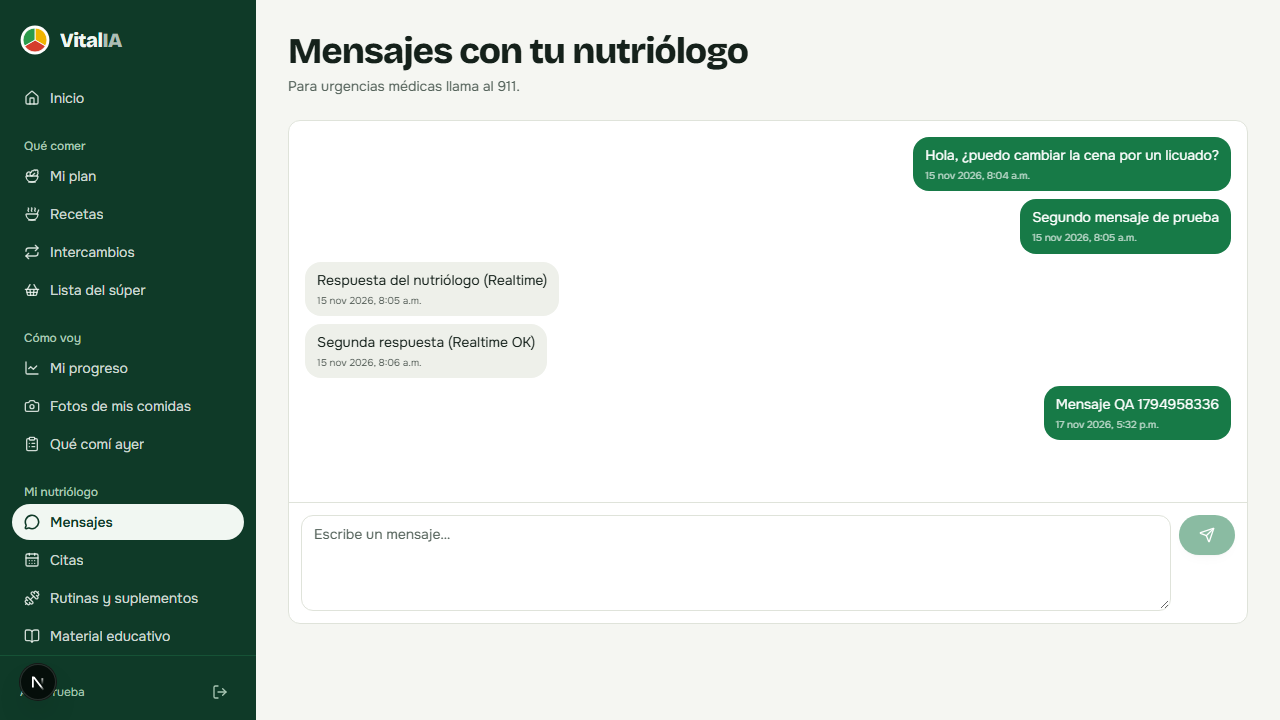 VitalIA
Inicio
Qué comer
Mi plan
Recetas
Intercambios
Lista del súper
Cómo voy
Mi progreso
Fotos de mis comidas
Qué comí ayer
Mi nutriólogo
Mensajes
Citas
Rutinas y suplementos
Material educativo
N
Mensajes con tu nutriólogo
Para urgencias médicas llama al 911.
Hola, ¿puedo cambiar la cena por un licuado?
15 nov 2026, 8:04 a.m.
Segundo mensaje de prueba
15 nov 2026, 8:05 a.m.
Respuesta del nutriólogo (Realtime)
15 nov 2026, 8:05 a.m.
Segunda respuesta (Realtime OK)
15 nov 2026, 8:06 a.m.
Mensaje QA 1794958336
17 nov 2026, 5:32 p.m.
Escribe un mensaje...